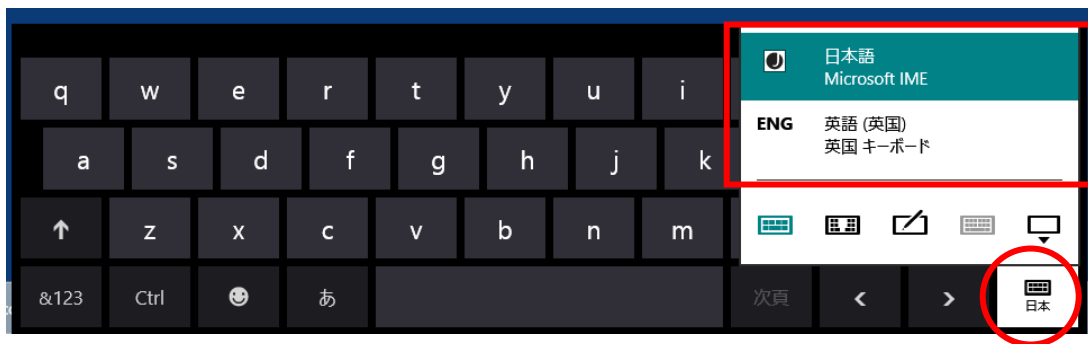 q w e r t y u i
日本語
Microsoft IME
ENG 英語 (英国)
英国 キーボード
a s d f g h j k
↑ z x c v b n m
&123 Ctrl あ 次頁 < >
日本